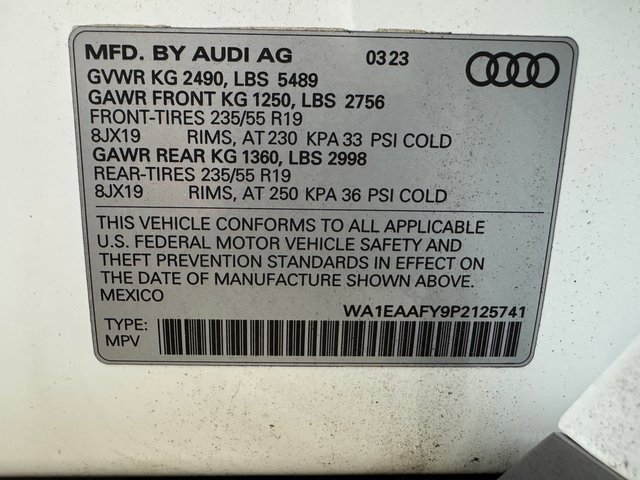 MFD. BY AUDI AG 03 23
GVWR KG 2490, LBS 5489
GAWR FRONT KG 1250, LBS 2756
FRONT-TIRES 235/55 R19
8JX19 RIMS, AT 230 KPA 33 PSI COLD
GAWR REAR KG 1360, LBS 2998
REAR-TIRES 235/55 R19
8JX19 RIMS, AT 250 KPA 36 PSI COLD
THIS VEHICLE CONFORMS TO ALL APPLICABLE
U.S. FEDERAL MOTOR VEHICLE SAFETY AND
THEFT PREVENTION STANDARDS IN EFFECT ON
THE DATE OF MANUFACTURE SHOWN ABOVE.
MEXICO
WA1EAAFY9P2125741
TYPE:
MPV